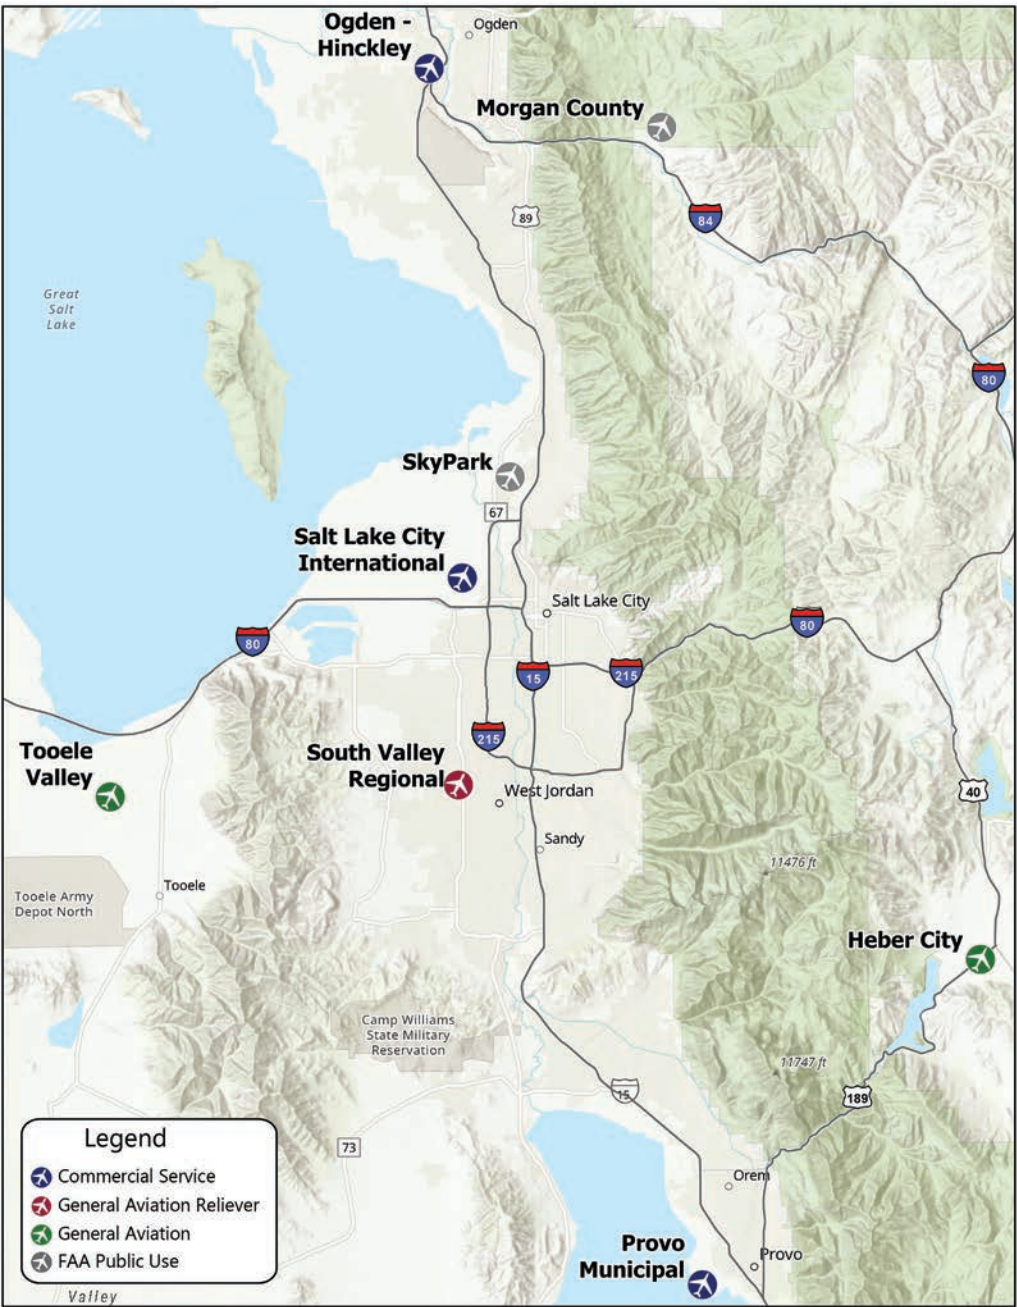 Ogden -
Hinckley
Ogden
Morgan County
84
89
Great
Salt
Lake
80
SkyPark
67
Salt Lake City
International
Salt Lake City
80
80
15
215
215
Tooele
Valley
South Valley
Regional
West Jordan
40
Sandy
11476 ft
Tooele
Tooele Army
Depot North
Heber City
Camp Williams
State Military
Reservation
11747 ft
15
189
73
Legend
Commercial Service
General Aviation Reliever
General Aviation
FAA Public Use
Orem
Provo
Municipal
Provo
Valley